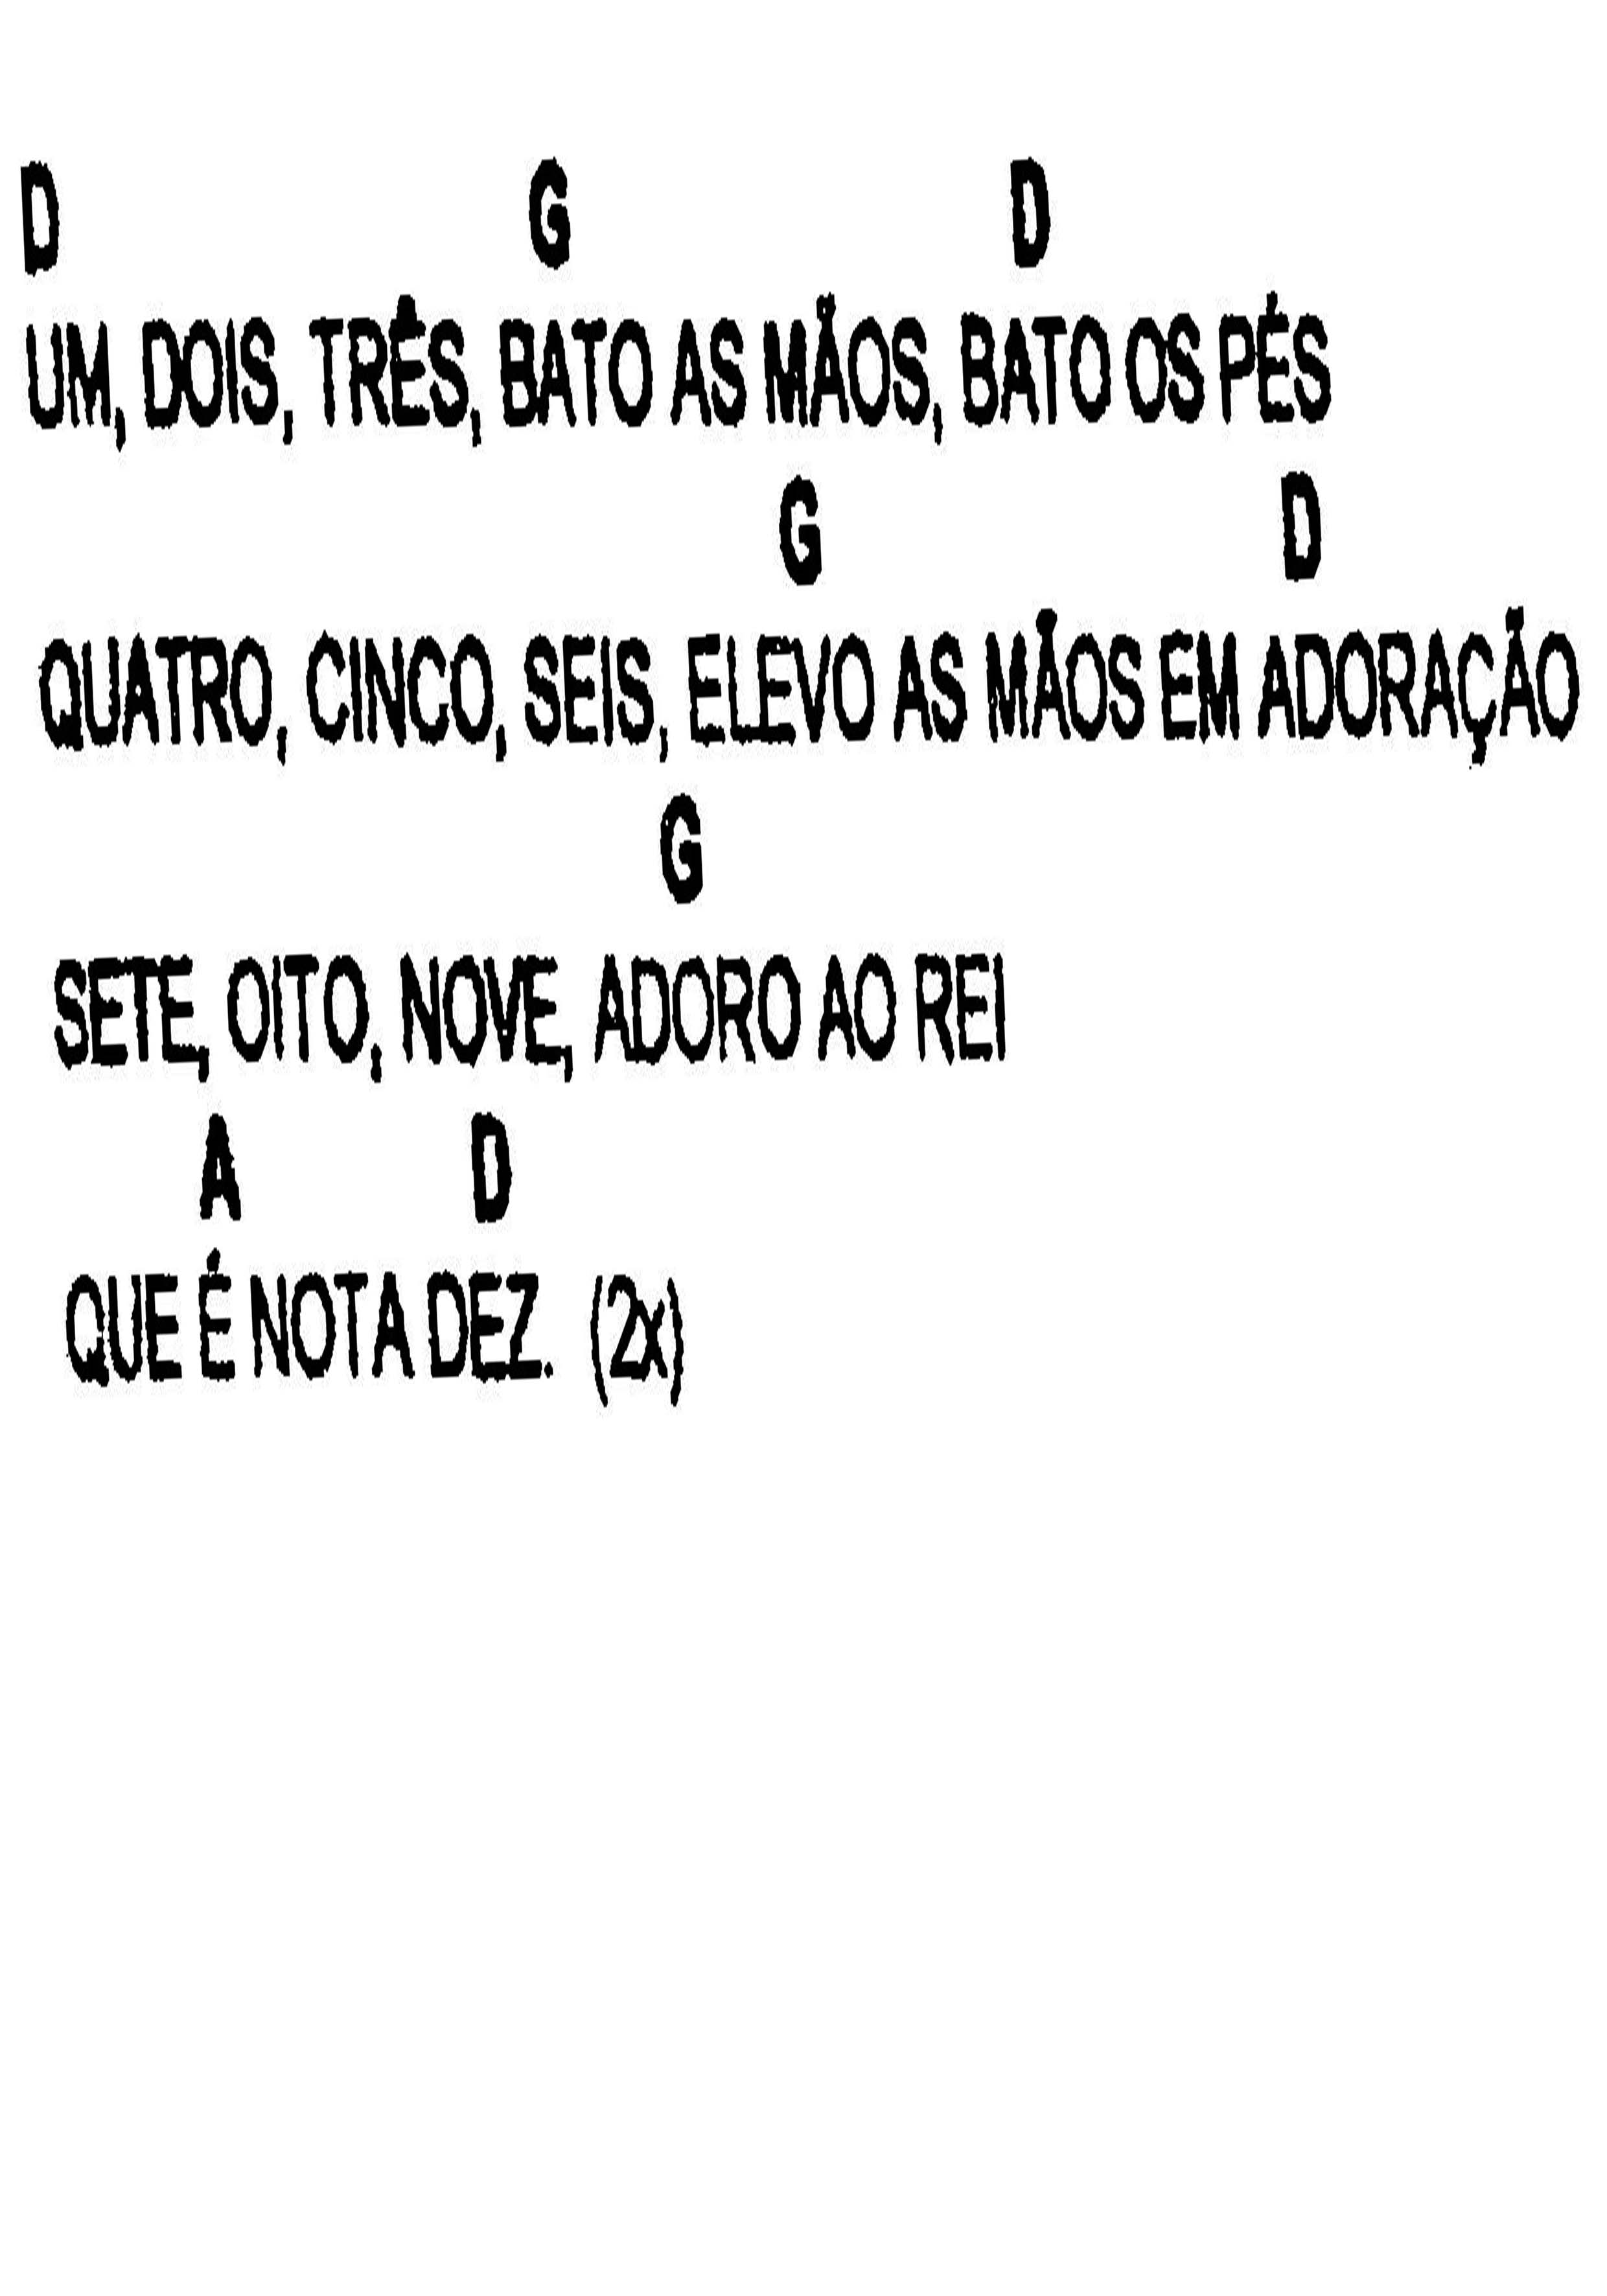 D G D
UM, DOIS, TRÊS, BATO AS MÃOS, BATO OS PÉS
G D
QUATRO, CINCO, SEIS, ELEVO AS MÃOS EM ADORAÇÃO
G
SETE, OITO, NOVE, ADORO AO REI
A D
QUE É NOTA DEZ. (2x)